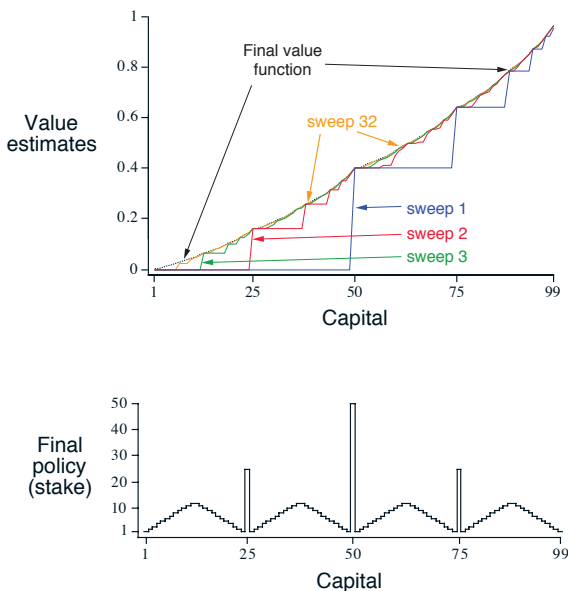 1
0.8
0.6
0.4
0.2
0
Value
estimates
Final value
function
sweep 32
sweep 1
sweep 2
sweep 3
1
25
50
75
99
Capital
50
40
30
20
10
1
Final
policy
(stake)
1
25
50
75
99
Capital